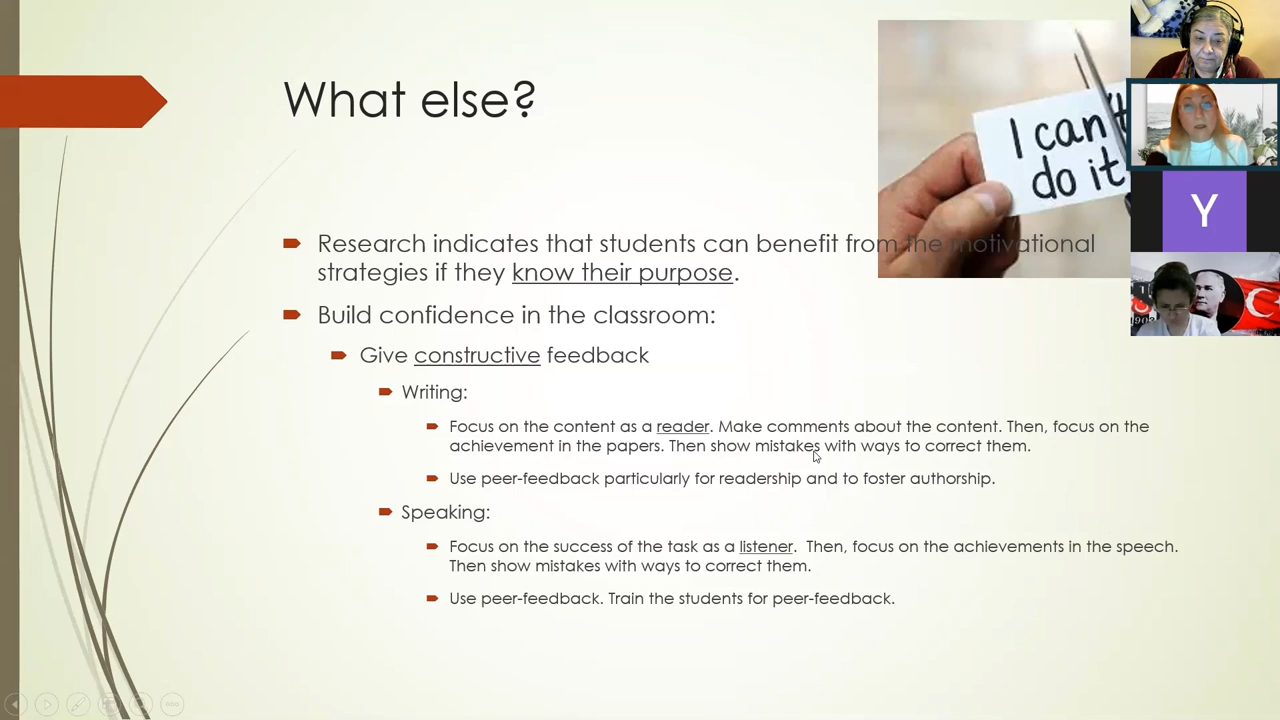 What else?
I can't
do it
Research indicates that students can benefit from the motivational
strategies if they know their purpose.
Build confidence in the classroom:
Give constructive feedback
Writing:
Focus on the content as a reader. Make comments about the content. Then, focus on the
achievement in the papers. Then show mistakes with ways to correct them.
Use peer-feedback particularly for readership and to foster authorship.
Speaking:
Focus on the success of the task as a listener.  Then, focus on the achievements in the speech.
Then show mistakes with ways to correct them.
Use peer-feedback. Train the students for peer-feedback.
Y